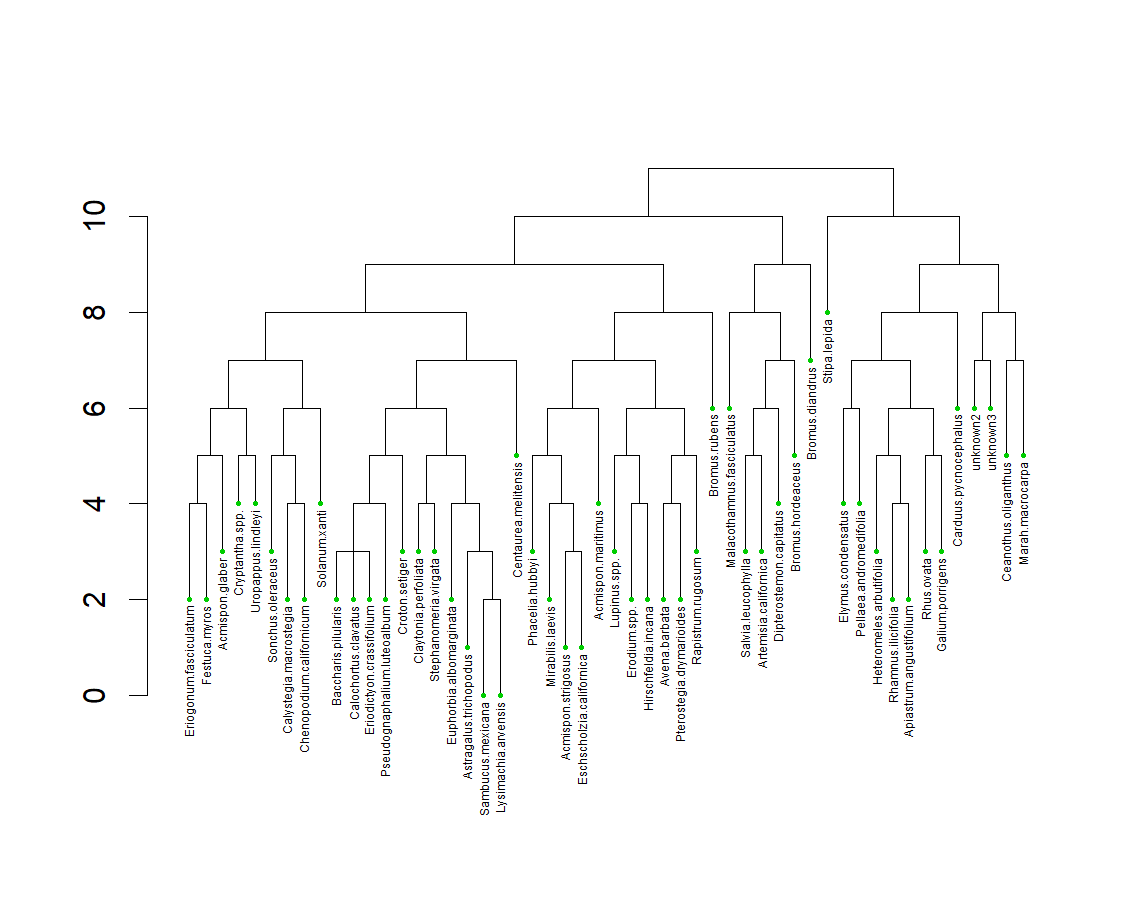 10
8
6
4
2
0
Eriogonum.fasciculatum
Festuca.myros
Acmispon.glaber
Cryptantha.spp.
Uropappus.lindleyi
Sonchus.oleraceus
Calystegia.macrostegia
Chenopodium.californicum
Solanum.xanti
Baccharis.pilularis
Calochortus.clavatus
Eriodictyon.crassifolium
Pseudognaphalium.luteoalbum
Croton.setiger
Claytonia.perfoliata
Stephanomeria.virgata
Euphorbia.albomarginata
Astragalus.trichopodus
Sambucus.mexicana
Lysimachia.arvensis
Centaurea.melitensis
Phacelia.hubbyi
Mirabilis.laevis
Acmispon.strigosus
Eschscholzia.californica
Acmispon.maritimus
Lupinus.spp.
Erodium.spp.
Hirschfeldia.incana
Avena.barbata
Pterostegia.drymarioides
Rapistrum.rugosum
Bromus.rubens
Malacothamnus.fasciculatus
Salvia.leucophylla
Artemisia.californica
Dipterostemon.capitatus
Bromus.hordeaceus
Bromus.diandrus
Stipa.lepida
Elymus.condensatus
Pellaea.andromedifolia
Heteromeles.arbutifolia
Rhamnus.ilicifolia
Apiastrum.angustifolium
Rhus.ovata
Galium.porrigens
Carduus.pycnocephalus
unknown2
unknown3
Ceanothus.oliganthus
Marah.macrocarpa